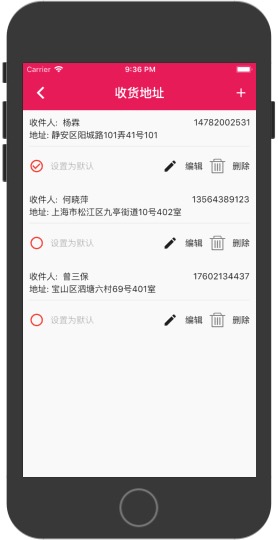 Carrier 9:36 PM
收货地址 +
收件人: 杨霖 14782002531
地址: 静安区阳城路101弄41号101
设置为默认 编辑 删除
收件人: 何晓萍 13564389123
地址: 上海市松江区九亭街道10号402室
设置为默认 编辑 删除
收件人: 曾三保 17602134437
地址: 宝山区泗塘六村69号401室
设置为默认 编辑 删除